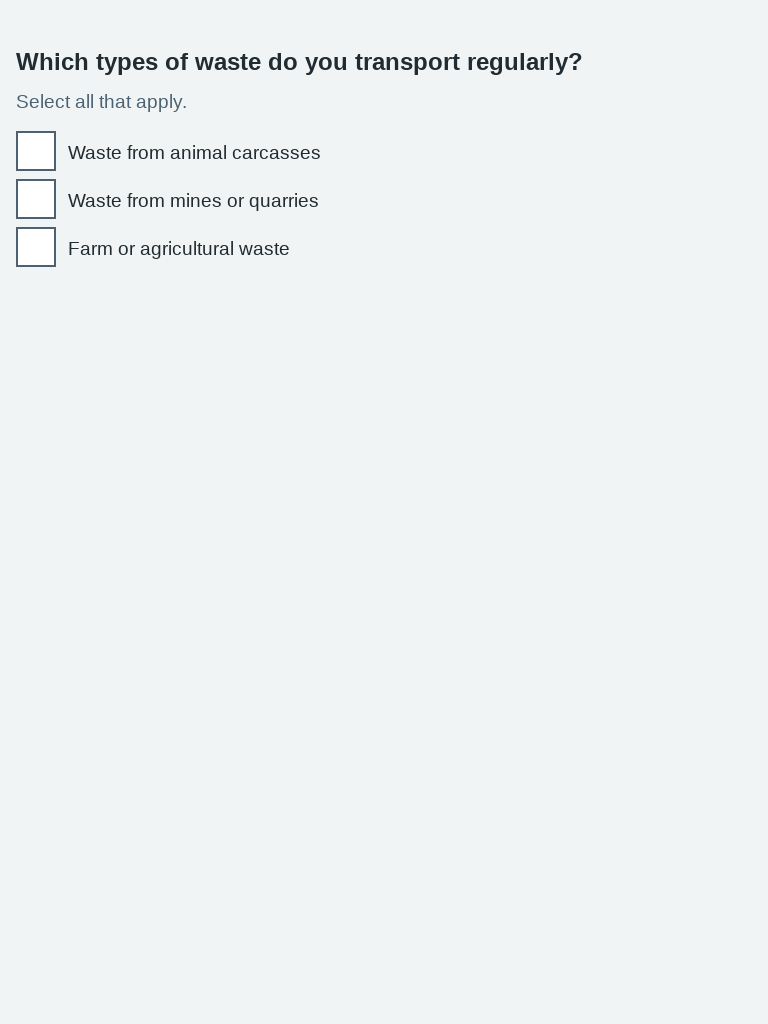 Which types of waste do you transport regularly?
Select all that apply.
Waste from animal carcasses
Waste from mines or quarries
Farm or agricultural waste